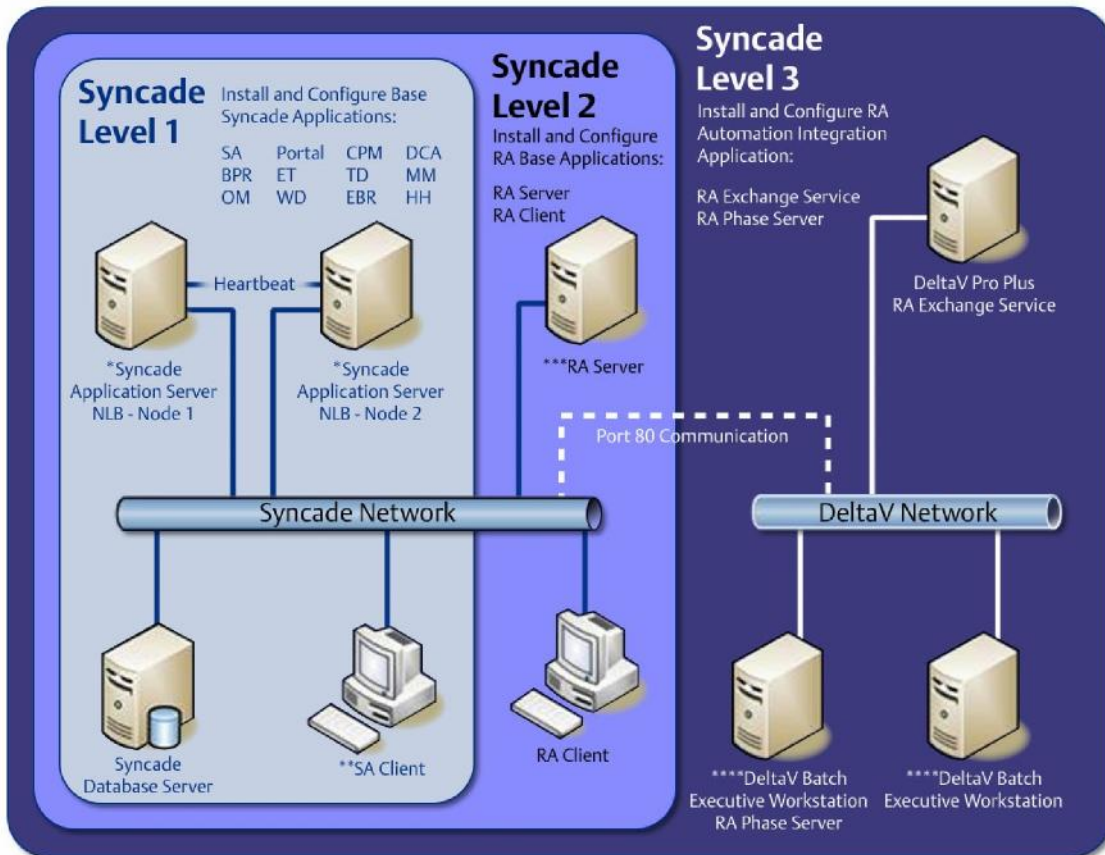 Syncade
Level 1
Install and Configure Base
Syncade Applications:
SA Portal CPM DCA
BPR ET TD MM
OM WD EBR HH
Heartbeat
*Syncade
Application Server
NLB - Node 1
*Syncade
Application Server
NLB - Node 2
Syncade
Level 2
Install and Configure
RA Base Applications:
RA Server
RA Client
***RA Server
Syncade
Level 3
Install and Configure RA
Automation Integration
Application:
RA Exchange Service
RA Phase Server
DeltaV Pro Plus
RA Exchange Service
Port 80 Communication
Syncade Network
DeltaV Network
Syncade
Database Server
**SA Client
RA Client
****DeltaV Batch
Executive Workstation
RA Phase Server
****DeltaV Batch
Executive Workstation